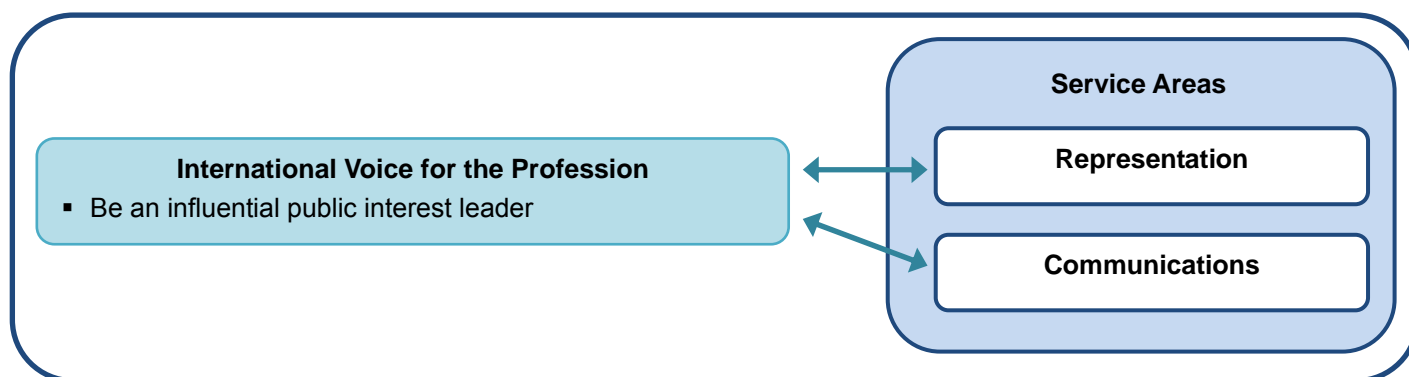 Service Areas
International Voice for the Profession
▪ Be an influential public interest leader
Representation
Communications